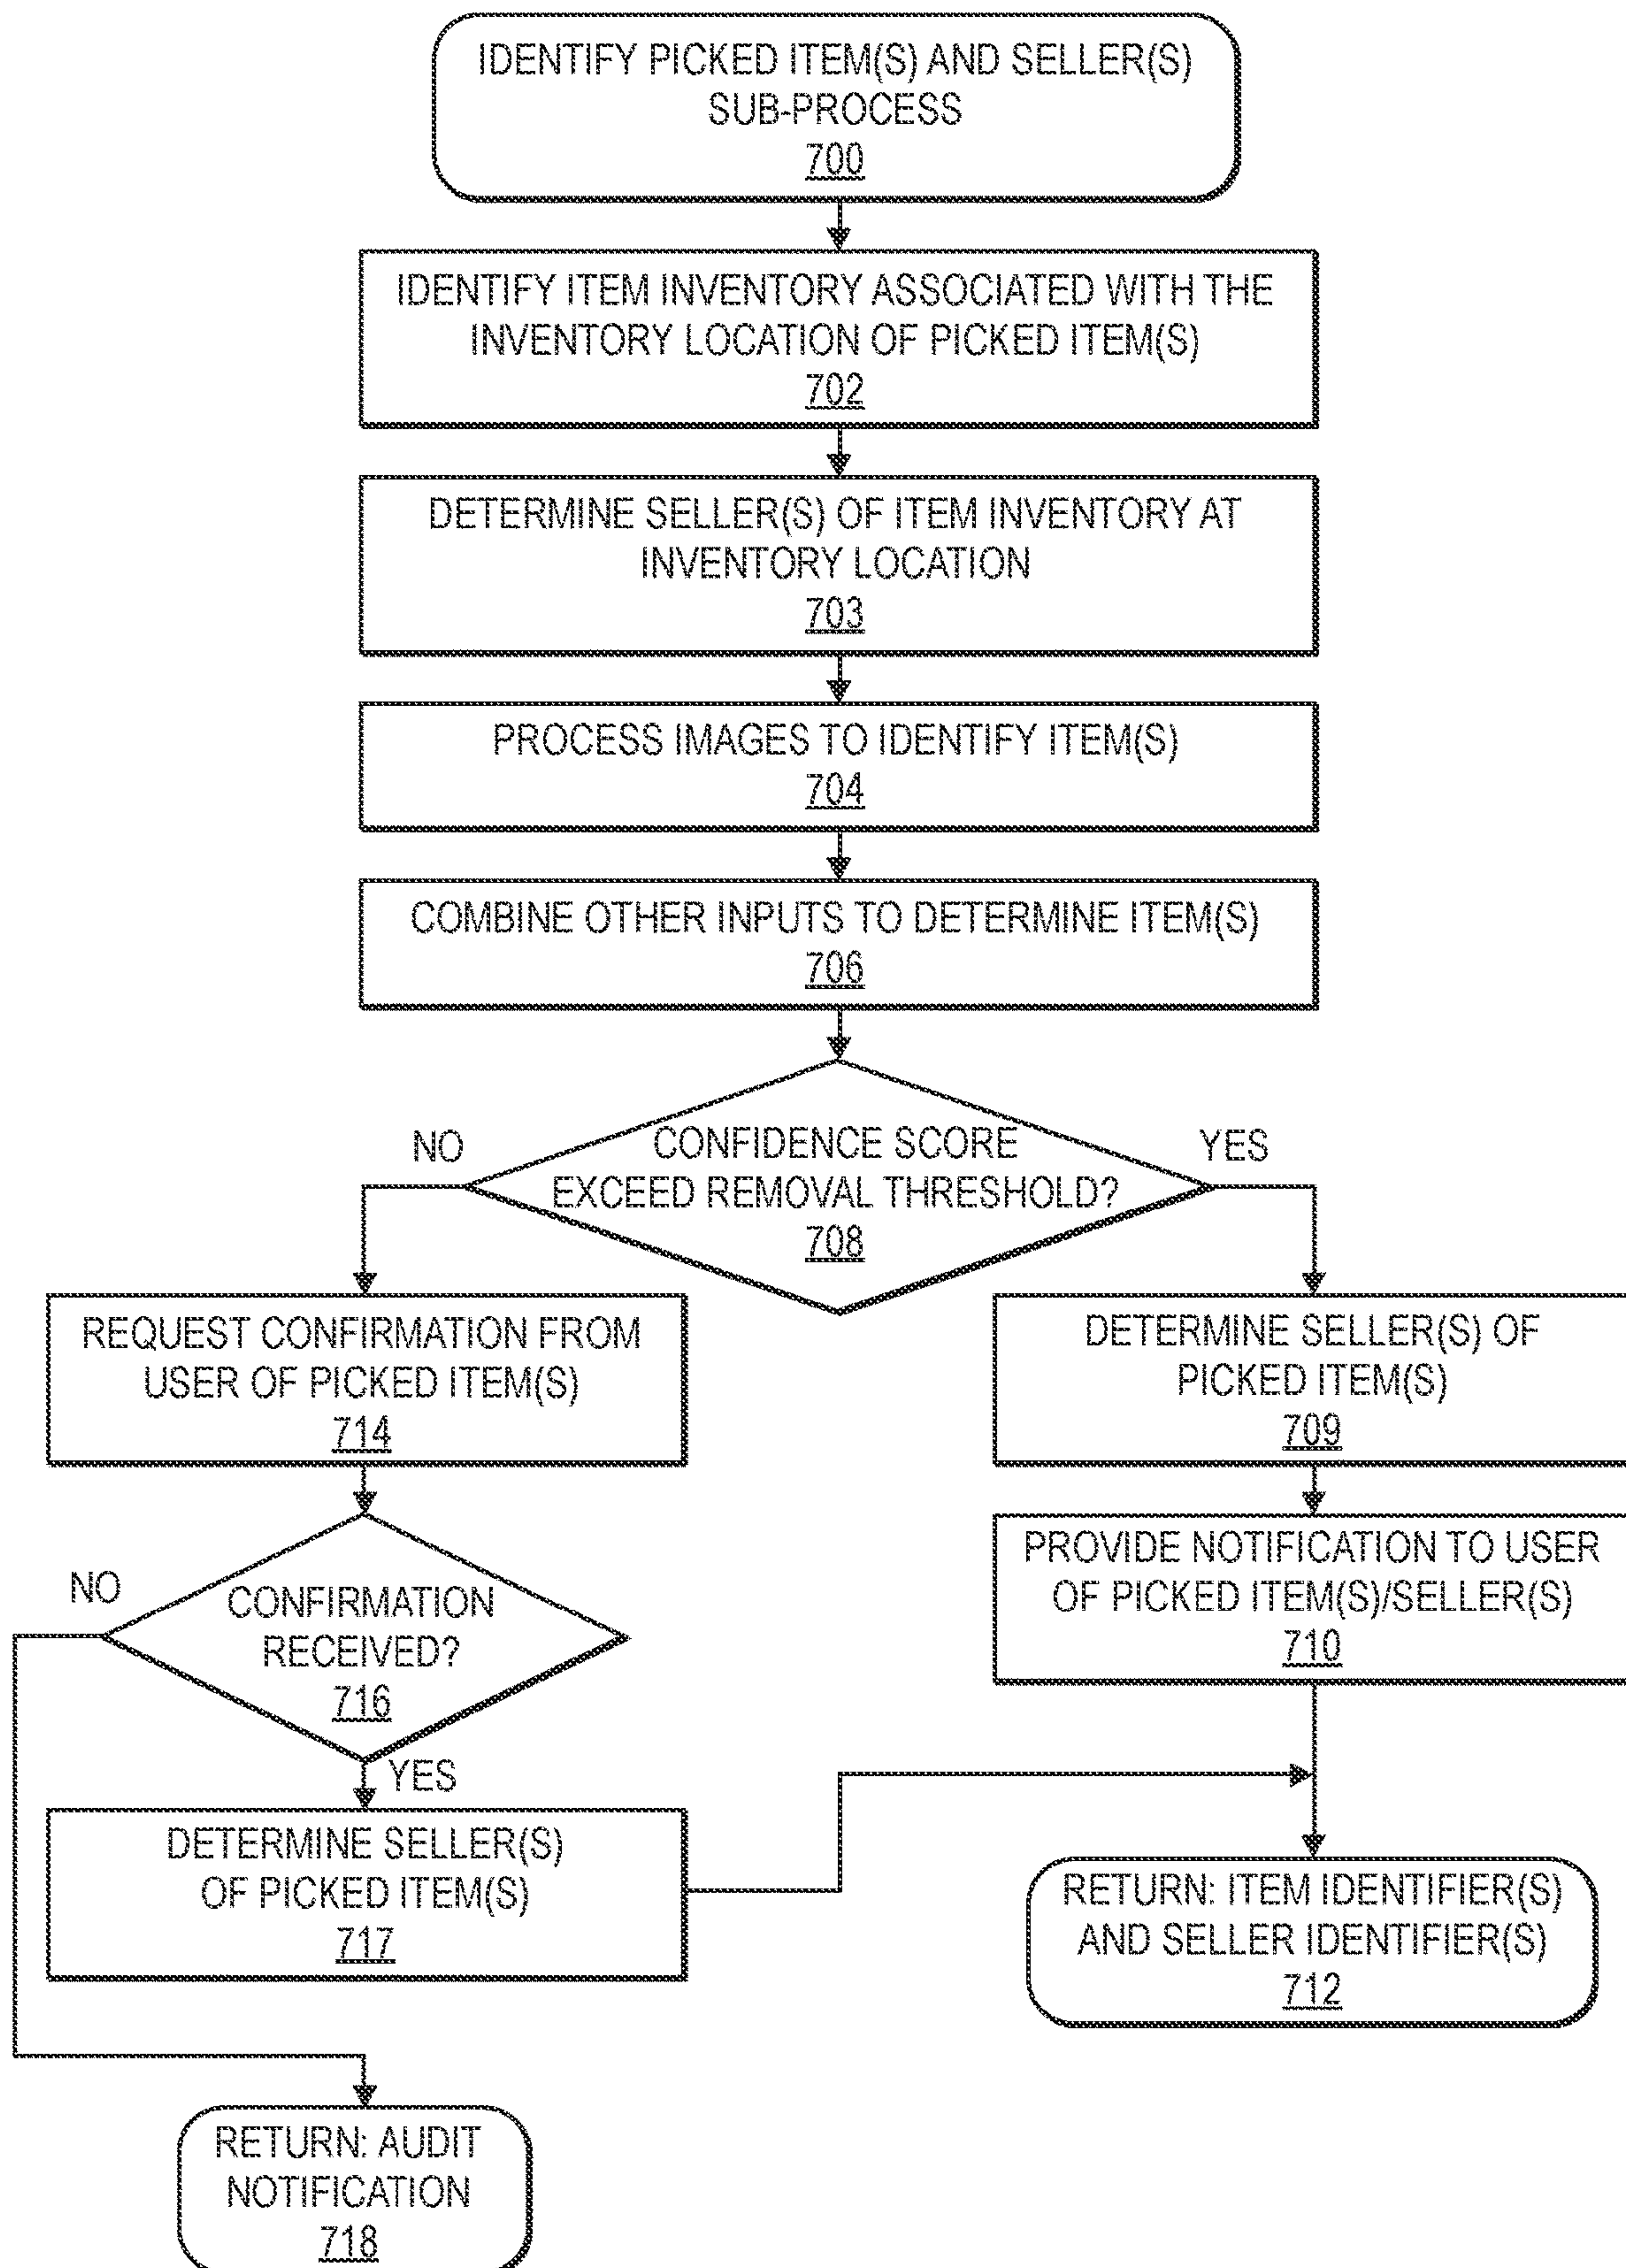 IDENTIFY PICKED ITEM(S) AND SELLER(S)
SUB-PROCESS
700
IDENTIFY ITEM INVENTORY ASSOCIATED WITH THE
INVENTORY LOCATION OF PICKED ITEM(S)
702
DETERMINE SELLER(S) OF ITEM INVENTORY AT
INVENTORY LOCATION
703
PROCESS IMAGES TO IDENTIFY ITEM(S)
704
COMBINE OTHER INPUTS TO DETERMINE ITEM(S)
706
NO
CONFIDENCE SCORE
EXCEED REMOVAL THRESHOLD?
708
YES
REQUEST CONFIRMATION FROM
USER OF PICKED ITEM(S)
714
DETERMINE SELLER(S) OF
PICKED ITEM(S)
709
NO
CONFIRMATION
RECEIVED?
716
YES
PROVIDE NOTIFICATION TO USER
OF PICKED ITEM(S)/SELLER(S)
710
DETERMINE SELLER(S)
OF PICKED ITEM(S)
717
RETURN: ITEM IDENTIFIER(S)
AND SELLER IDENTIFIER(S)
712
RETURN: AUDIT
NOTIFICATION
718